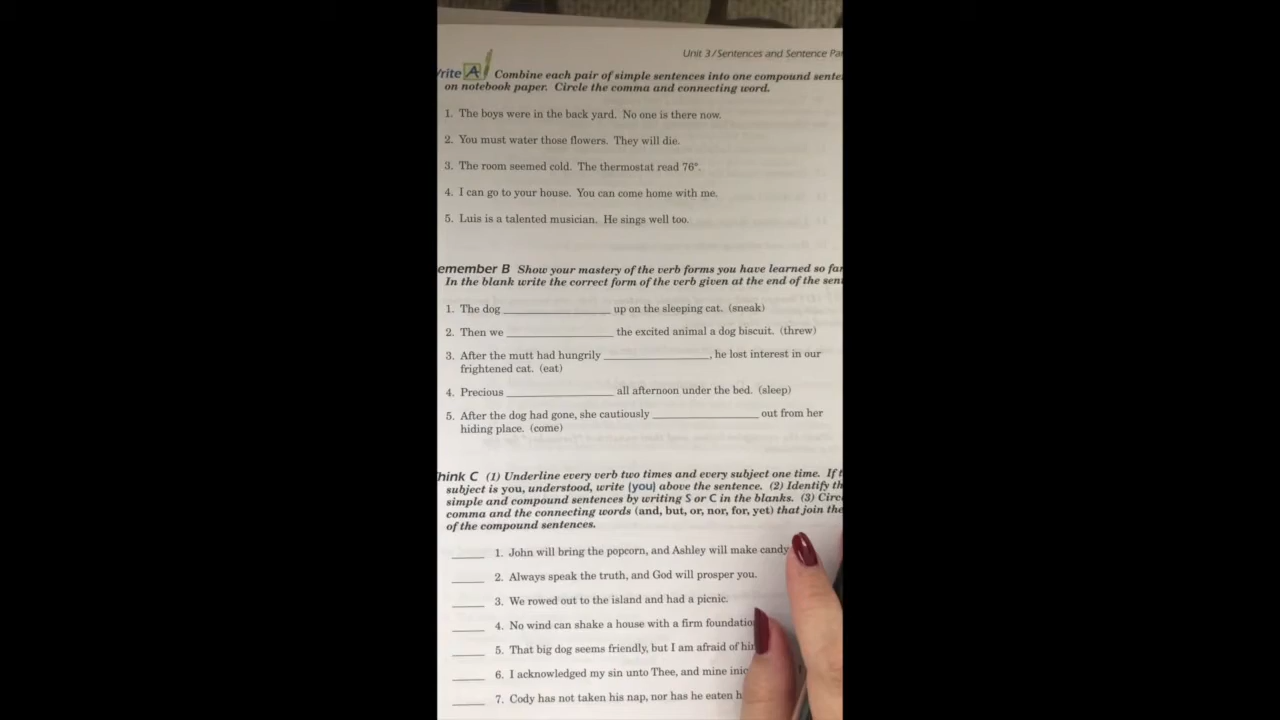 Unit 3/Sentences and Sentence
Combine each pair of simple sentences into one compound
on notebook paper. Circle the comma and connecting word.
1. The boys were in the back yard. No one is there now.
2. You must water those flowers. They will die.
3. The room seemed cold. The thermostat read 76°.
4. I can go to your house. You can come home with me.
5. Luis is a talented musician. He sings well too.
B Show your mastery of the verb forms you have learned so far
In the blank write the correct form of the verb given at the end of the
1. The dog ____________ up on the sleeping cat. (sneak)
2. Then we ____________ the excited animal a dog biscuit. (threw)
3. After the mutt had hungrily ____________, he lost interest in our
frightened cat. (eat)
4. Precious ____________ all afternoon under the bed. (sleep)
5. After the dog had gone, she cautiously ____________ out from her
hiding place. (come)
C (1) Underline every verb two times and every subject one time. If
subject is you, understood, write (you) above the sentence. (2) Identify
simple and compound sentences by writing S or C in the blanks. (3)
comma and the connecting words (and, but, or, nor, for, yet) that join the
of the compound sentences.
____ 1. John will bring the popcorn, and Ashley will make candy
____ 2. Always speak the truth, and God will prosper you.
____ 3. We rowed out to the island and had a picnic.
____ 4. No wind can shake a house with a firm
____ 5. That big dog seems friendly, but I am afraid of
____ 6. I acknowledged my sin unto Thee, and mine
____ 7. Cody has not taken his nap, nor has he eaten